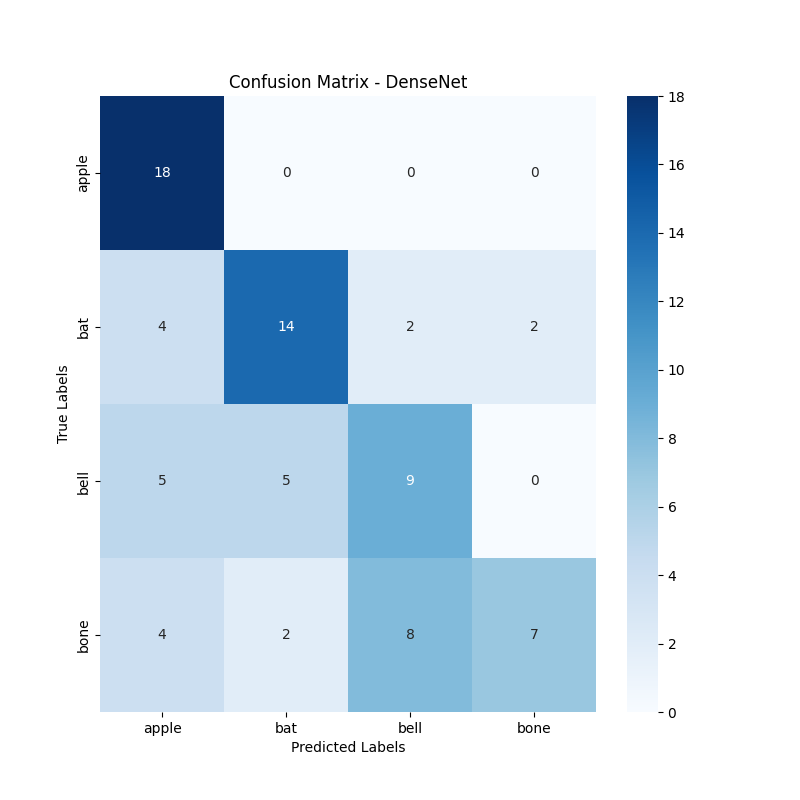 Confusion Matrix - DenseNet
apple 18 0 0 0
bat 4 14 2 2
bell 5 5 9 0
bone 4 2 8 7
apple bat bell bone
Predicted Labels
True Labels
18
16
14
12
10
8
6
4
2
0